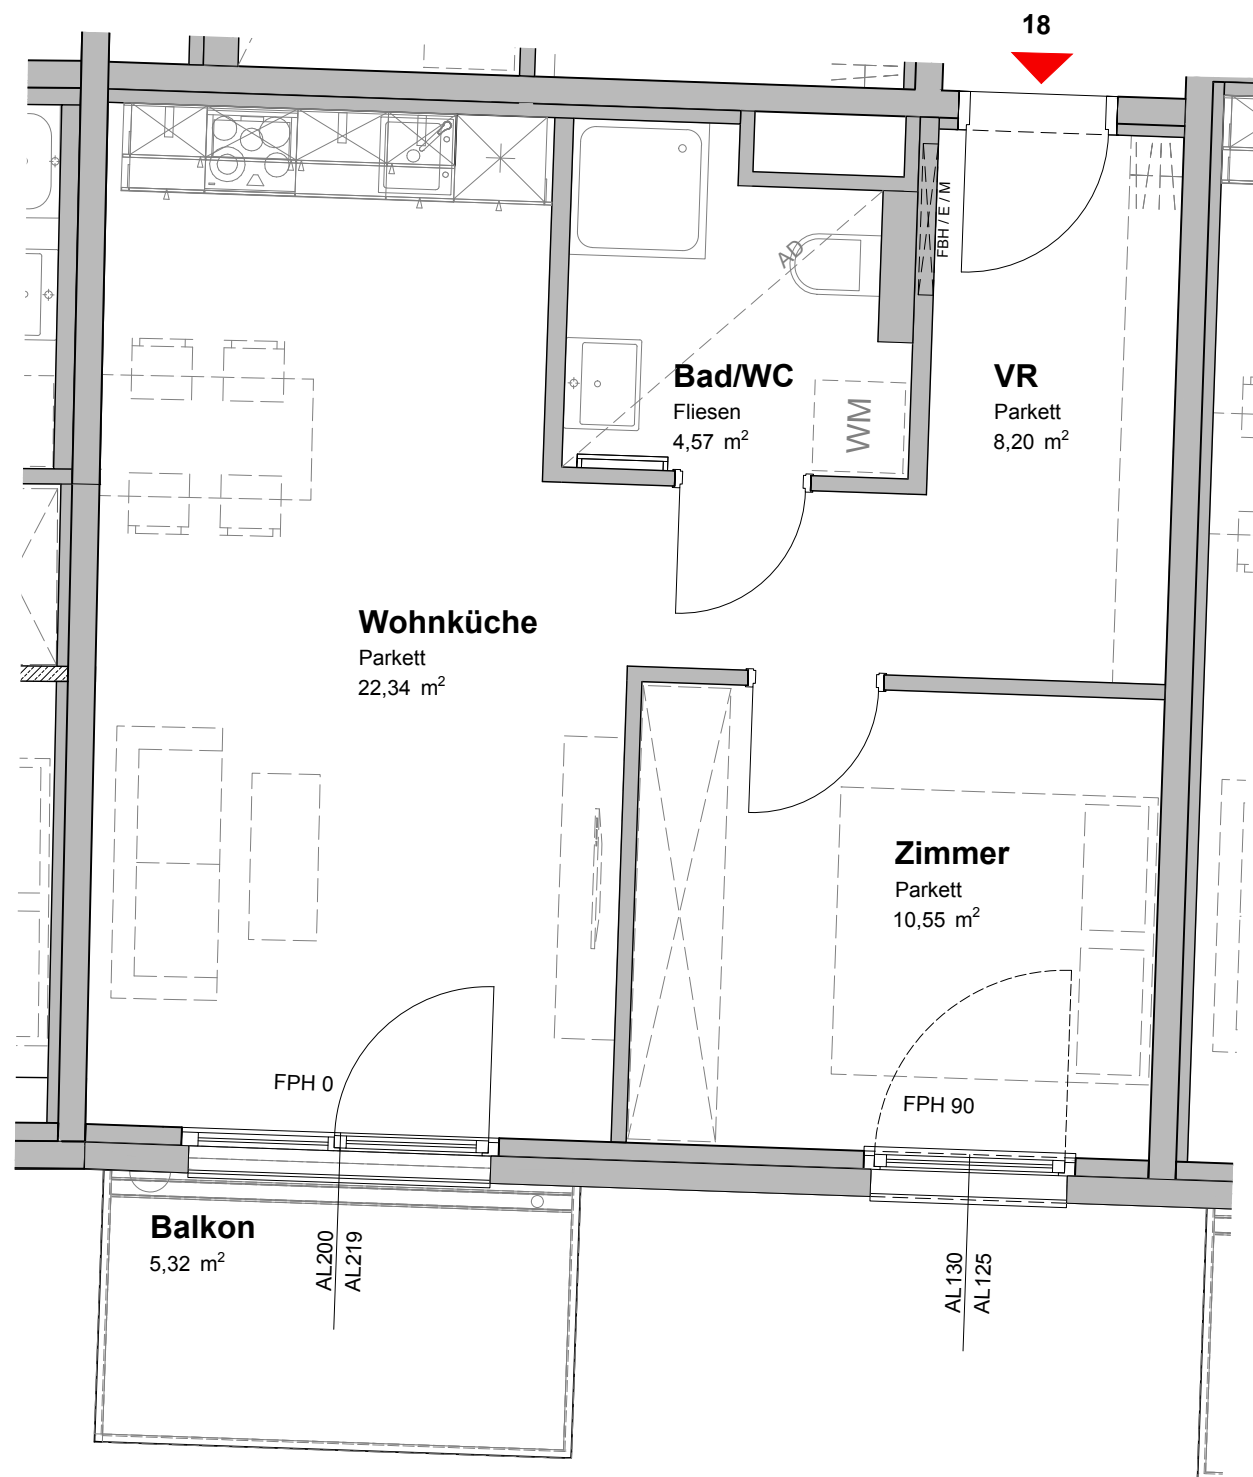 18
FBH / E / M
AD
Bad/WC
Fliesen
4,57 m²
WM
VR
Parkett
8,20 m²
Wohnküche
Parkett
22,34 m²
Zimmer
Parkett
10,55 m²
FPH 0
FPH 90
Balkon
5,32 m²
AL200
AL219
AL130
AL125